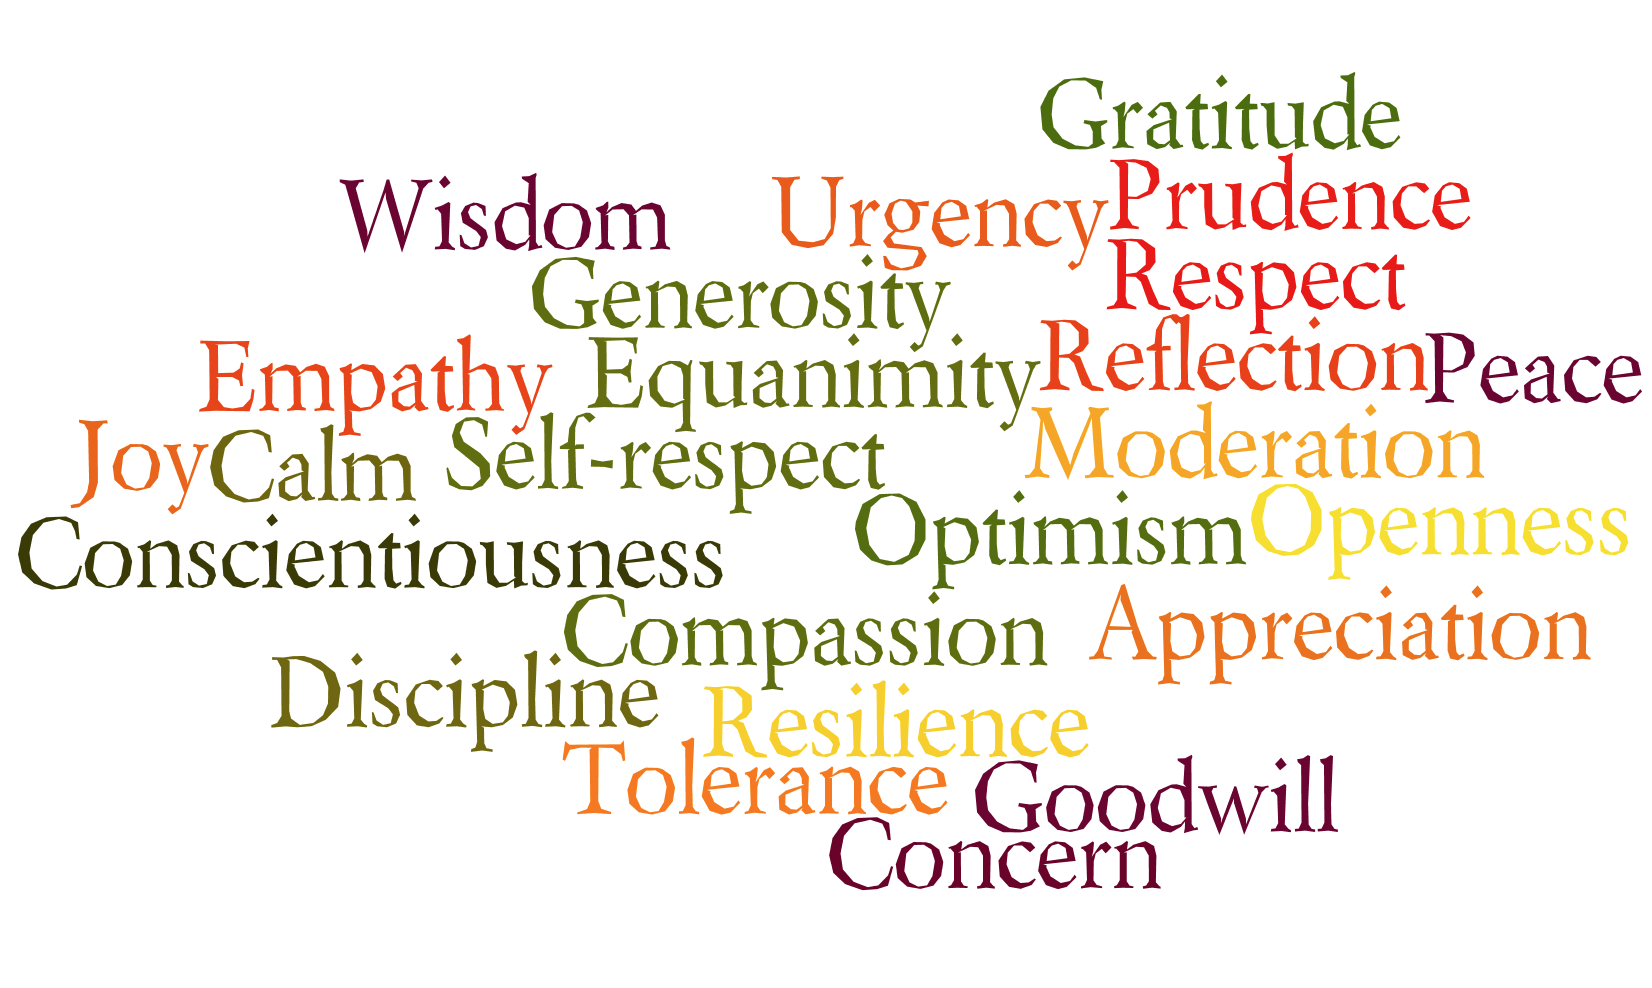 Gratitude
Prudence
Wisdom
Urgency
Respect
Generosity
Reflection
Peace
Empathy
Equanimity
Moderation
Joy
Calm
Self-respect
Optimism
Openness
Conscientiousness
Compassion
Appreciation
Discipline
Resilience
Tolerance
Goodwill
Concern